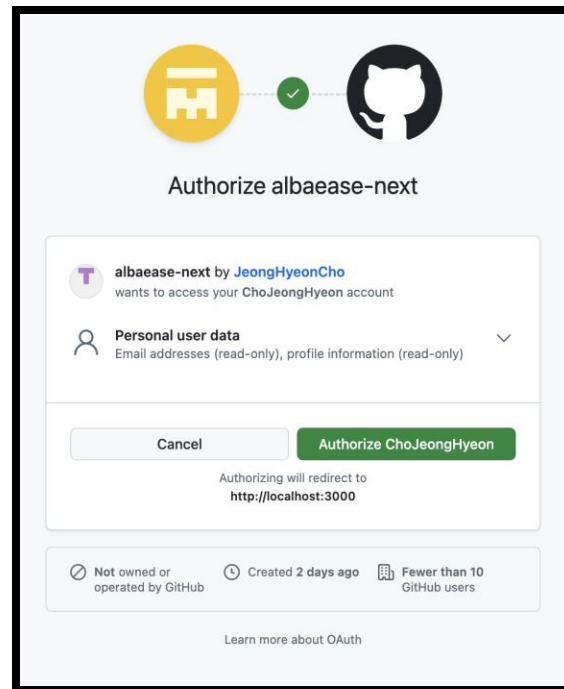 Authorize albaease-next
albaease-next by JeongHyeonCho
wants to access your ChoJeongHyeon account
Personal user data
Email addresses (read-only), profile information (read-only)
Cancel
Authorize ChoJeongHyeon
Authorizing will redirect to
http://localhost:3000
Not owned or
operated by GitHub
Created 2 days ago
Fewer than 10
GitHub users
Learn more about OAuth